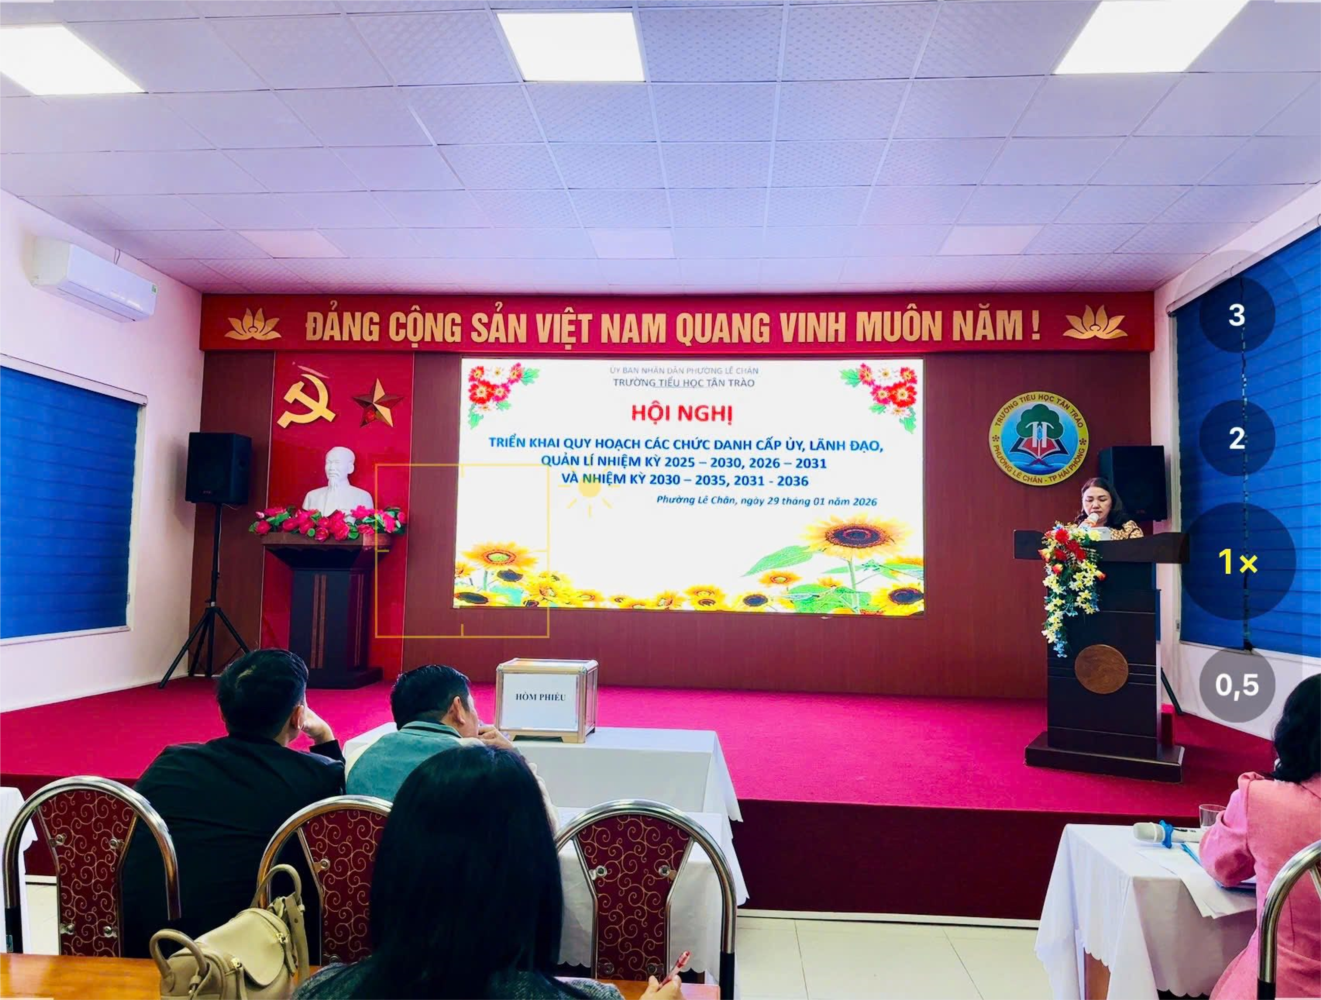 ĐẢNG CỘNG SẢN VIỆT NAM QUANG VINH MUÔN NĂM !
ỦY BAN NHÂN DÂN PHƯỜNG LÊ CHÂN
TRƯỜNG TIỂU HỌC TÂN TRÀO
HỘI NGHỊ
TRIỂN KHAI QUY HOẠCH CÁC CHỨC DANH CẤP ỦY, LÃNH ĐẠO,
QUẢN LÍ NHIỆM KỲ 2025 – 2030, 2026 – 2031
VÀ NHIỆM KỲ 2030 – 2035, 2031 - 2036
Phường Lê Chân, ngày 29 tháng 01 năm 2026
TRƯỜNG TIỂU HỌC TÂN TRÀO
PHƯỜNG LÊ CHÂN - TP HẢI PHÒNG
HÒM PHIẾU
3
2
1×
0,5